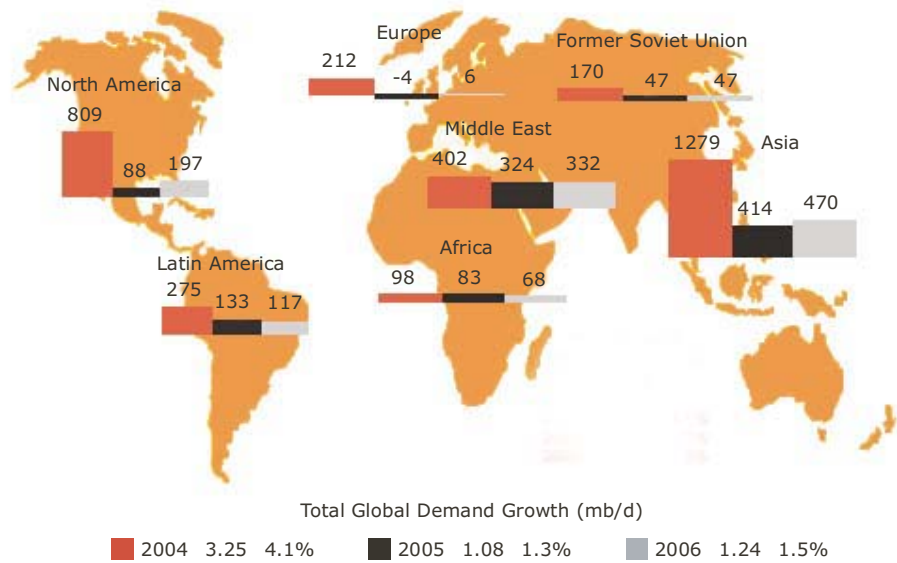 Europe
212 -4 6
Former Soviet Union
170 47 47
North America
809 88 197
Middle East
402 324 332
Asia
1279 414 470
Africa
98 83 68
Latin America
275 133 117
Total Global Demand Growth (mb/d)
2004 3.25 4.1% 2005 1.08 1.3% 2006 1.24 1.5%